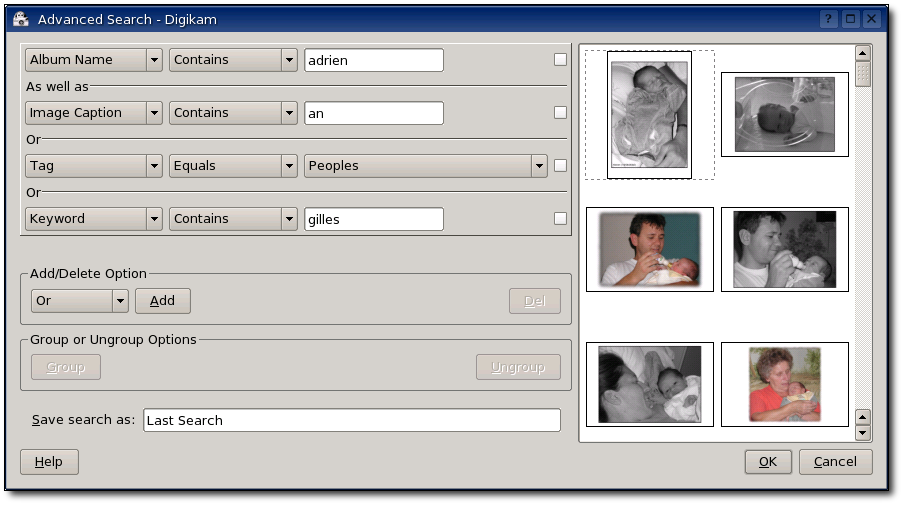 Advanced Search - Digikam
Album Name Contains adrien
As well as
Image Caption Contains an
Or
Tag Equals Peoples
Or
Keyword Contains gilles
Add/Delete Option
Or Add Del
Group or Ungroup Options
Group Ungroup
Save search as: Last Search
Help OK Cancel